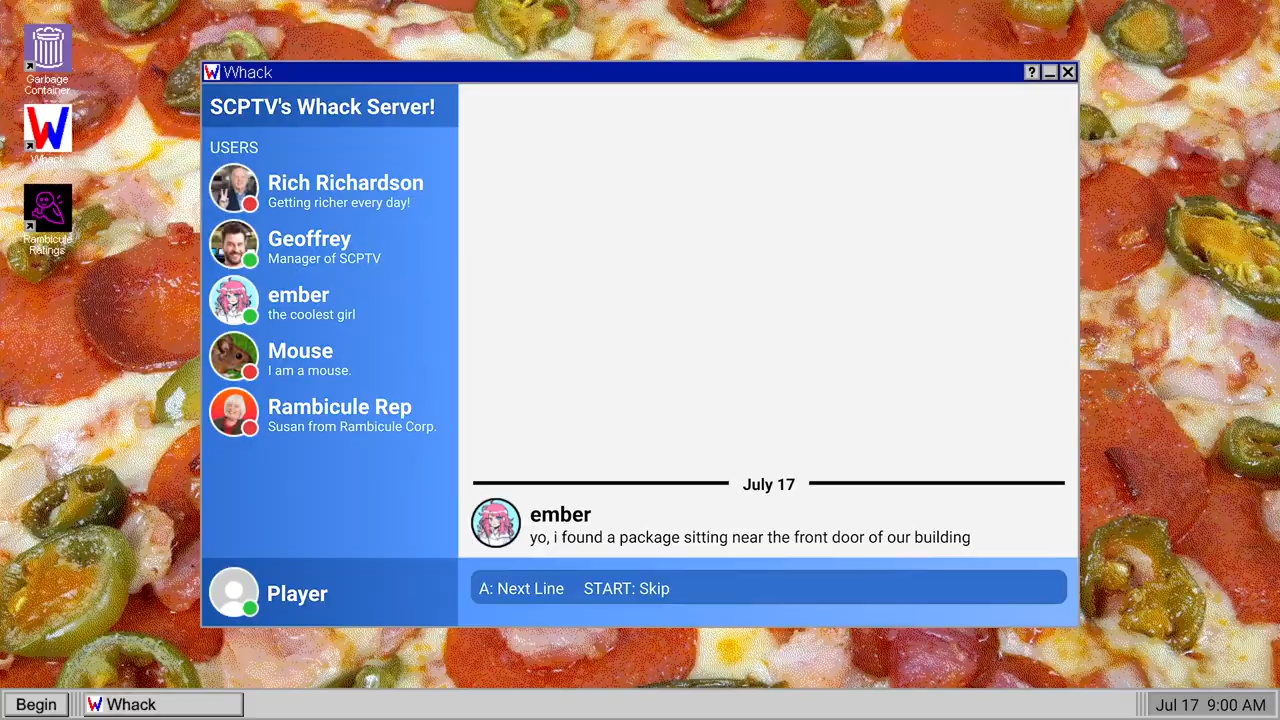 Garbage
Container
Whack
Rambicule
Ratings
W Whack
? _ X
SCPTV's Whack Server!
USERS
Rich Richardson
Getting richer every day!
Geoffrey
Manager of SCPTV
ember
the coolest girl
Mouse
I am a mouse.
Rambicule Rep
Susan from Rambicule Corp.
Player
July 17
ember
yo, i found a package sitting near the front door of our building
A: Next Line START: Skip
Begin
W Whack
Jul 17 9:00 AM